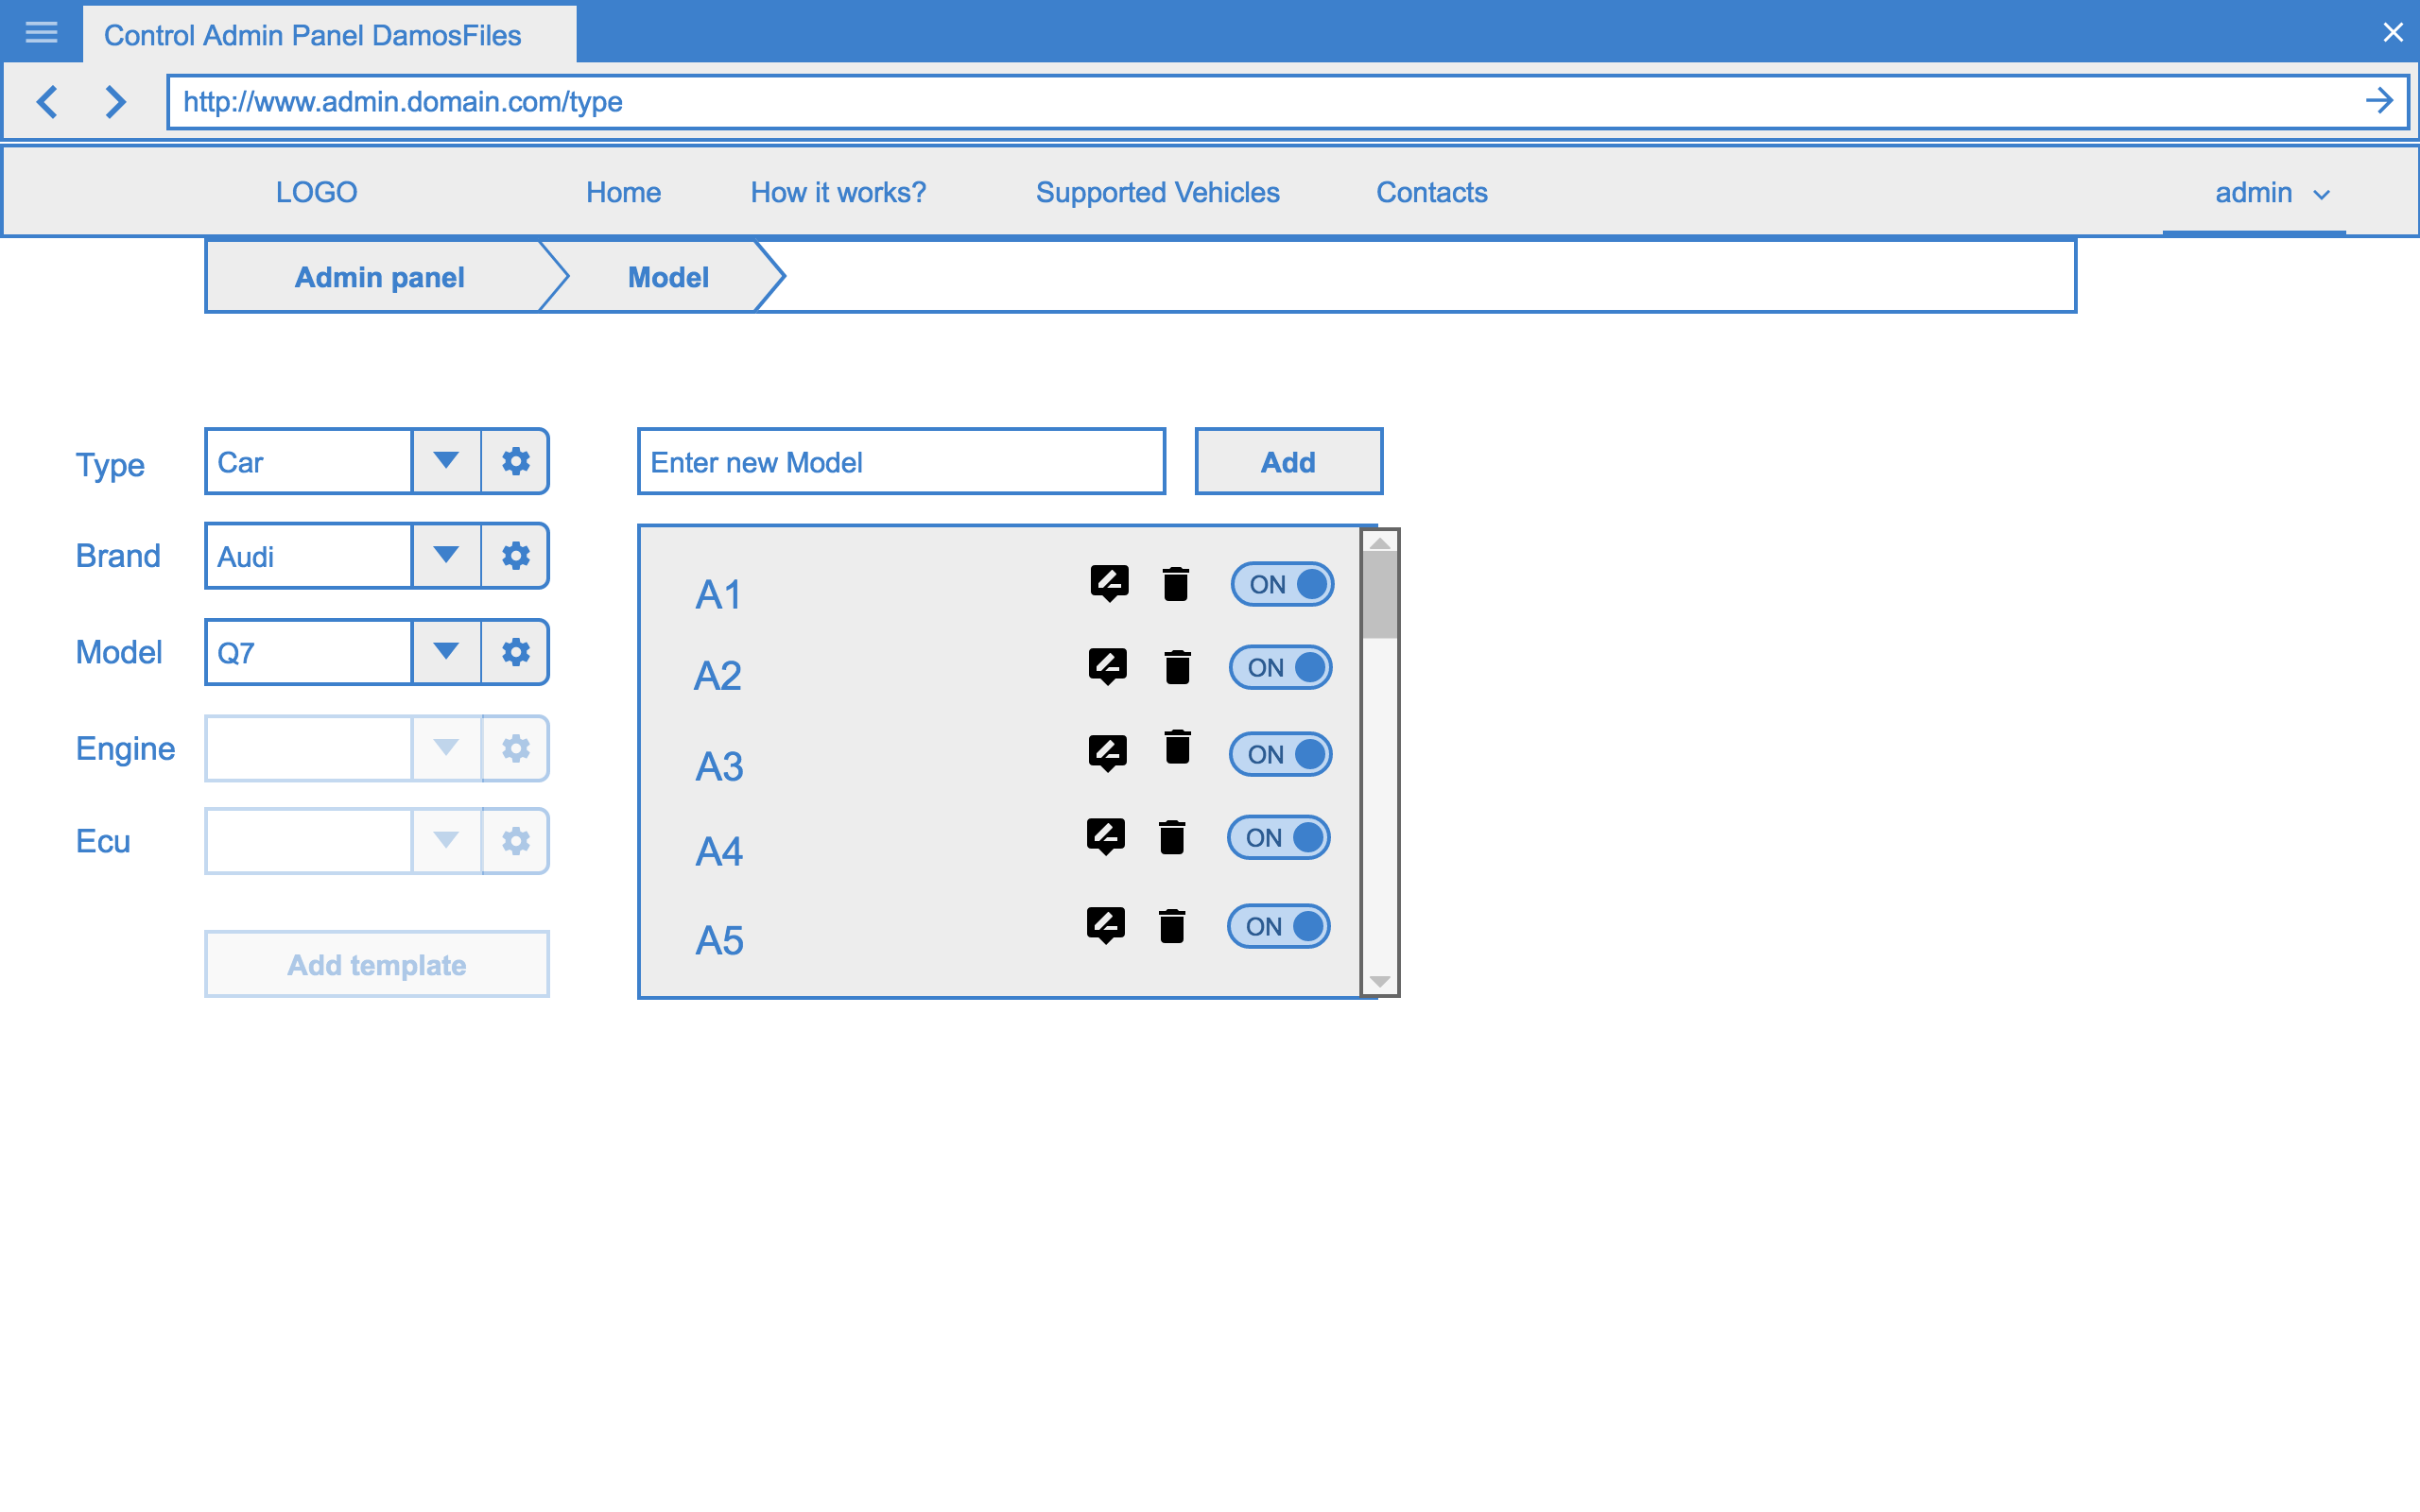 Control Admin Panel DamosFiles
http://www.admin.domain.com/type
LOGO Home How it works? Supported Vehicles Contacts admin
Admin panel Model
Type Car Enter new Model Add
Brand Audi
A1 ON
Model Q7
A2 ON
Engine
A3 ON
Ecu
A4 ON
A5 ON
Add template